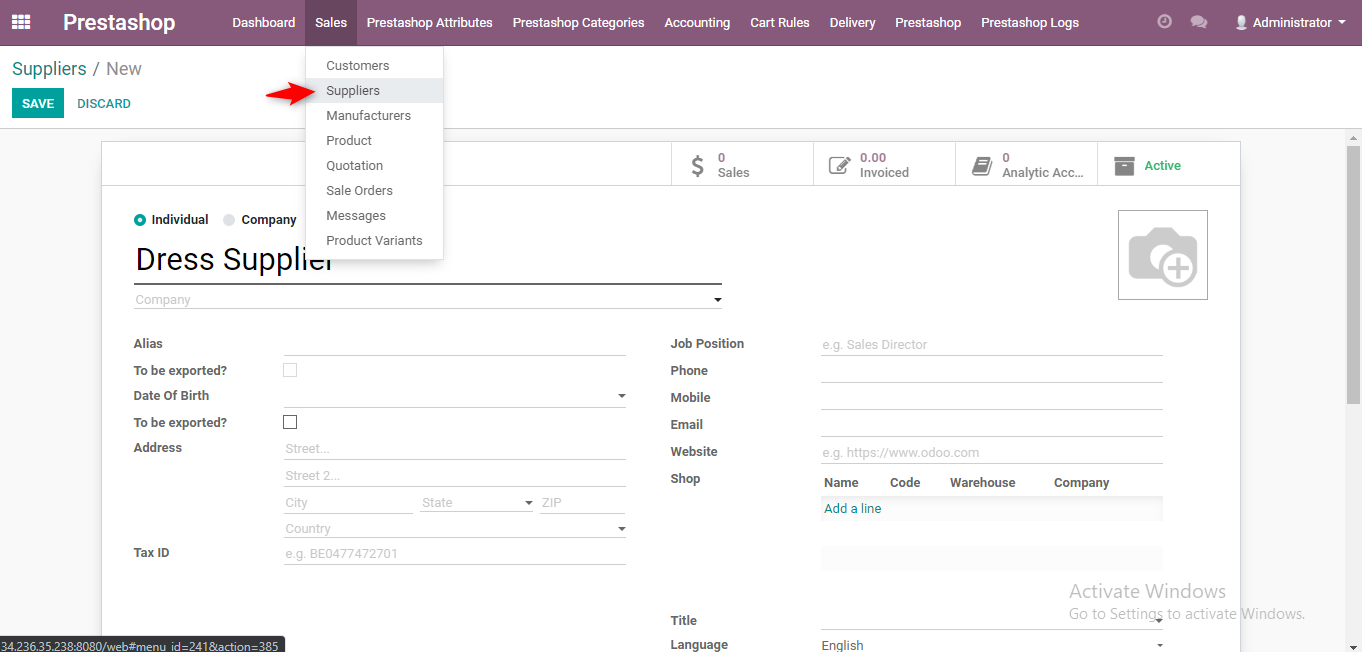 Prestashop Dashboard Sales Prestashop Attributes Prestashop Categories Accounting Cart Rules Delivery Prestashop Prestashop Logs Administrator
Suppliers / New
SAVE DISCARD
Customers
Suppliers
Manufacturers
Product
Quotation
Sale Orders
Messages
Product Variants
0
Sales
0.00
Invoiced
0
Analytic Acc...
Active
Individual Company
Dress Supplier
Company
Alias
To be exported?
Date Of Birth
To be exported?
Address Street...
Street 2...
City State ZIP
Country
Tax ID e.g. BE0477472701
Job Position e.g. Sales Director
Phone
Mobile
Email
Website e.g. https://www.odoo.com
Shop Name Code Warehouse Company
Add a line
Title
Language English
Activate Windows
Go to Settings to activate Windows.
34.236.35.238:8080/web#menu_id=241&action=385